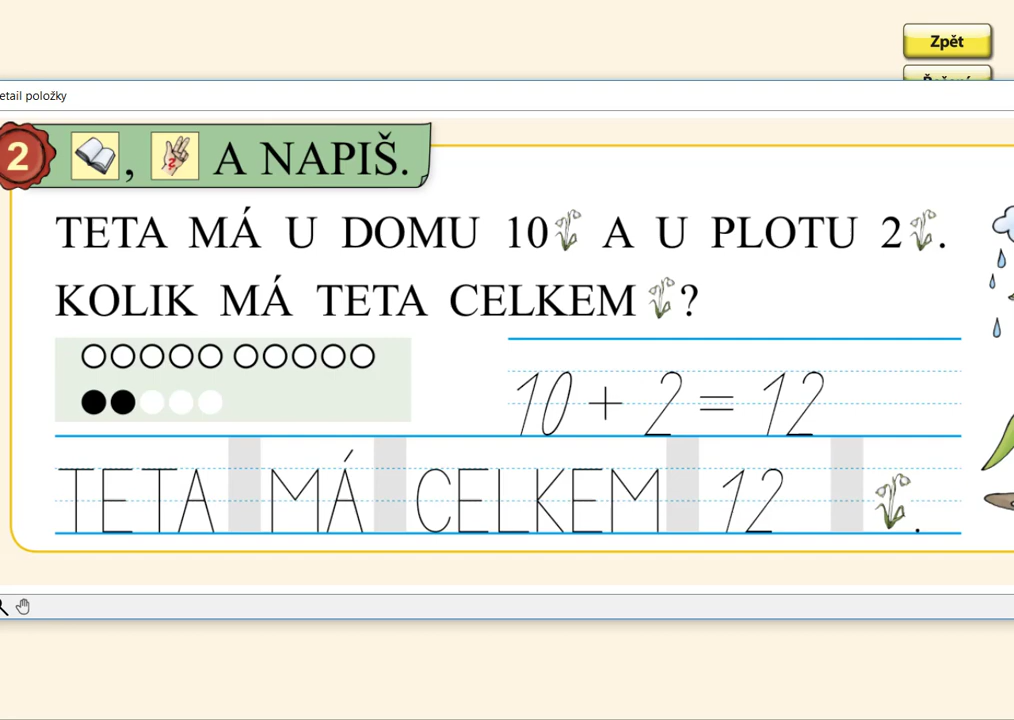 Zpět
etail položky
2 , 2 A NAPIŠ.
TETA MÁ U DOMU 10 A U PLOTU 2 .
KOLIK MÁ TETA CELKEM ?
10 + 2 = 12
TETA MÁ CELKEM 12 .